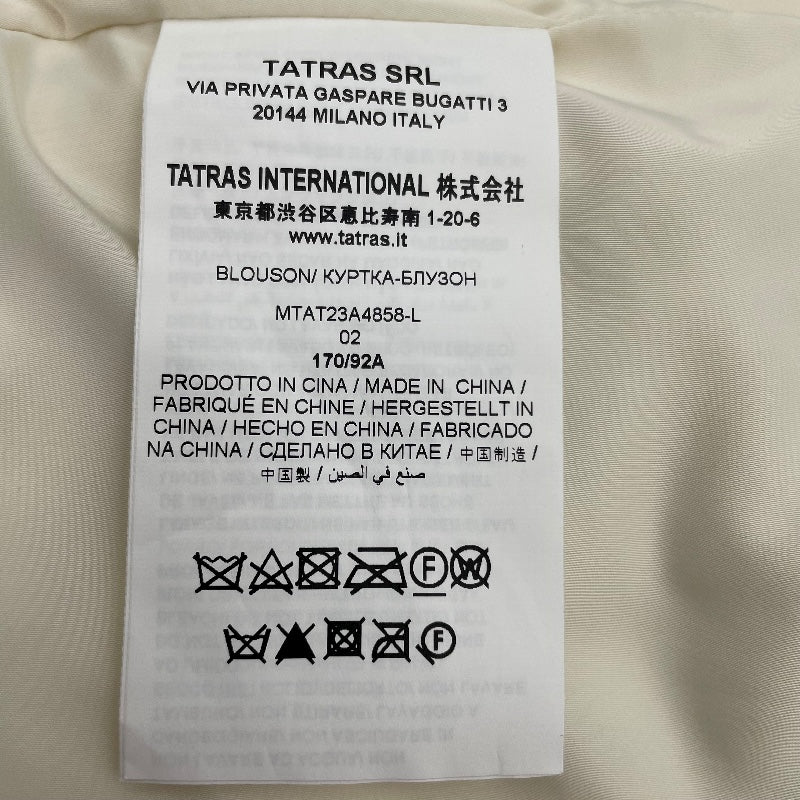 TATRAS SRL
VIA PRIVATA GASPARE BUGATTI 3
20144 MILANO ITALY
TATRAS INTERNATIONAL 株式会社
東京都渋谷区恵比寿南 1-20-6
www.tatras.it
BLOUSON/ КУРТКА-БЛУЗОН
MTAT23A4858-L
02
170/92A
PRODOTTO IN CINA / MADE IN CHINA /
FABRIQUÉ EN CHINE / HERGESTELLT IN
CHINA / HECHO EN CHINA / FABRICADO
NA CHINA / СДЕЛАНО В КИТАЕ / 中国制造 /
中国製 / صنع في الصين
F W
F